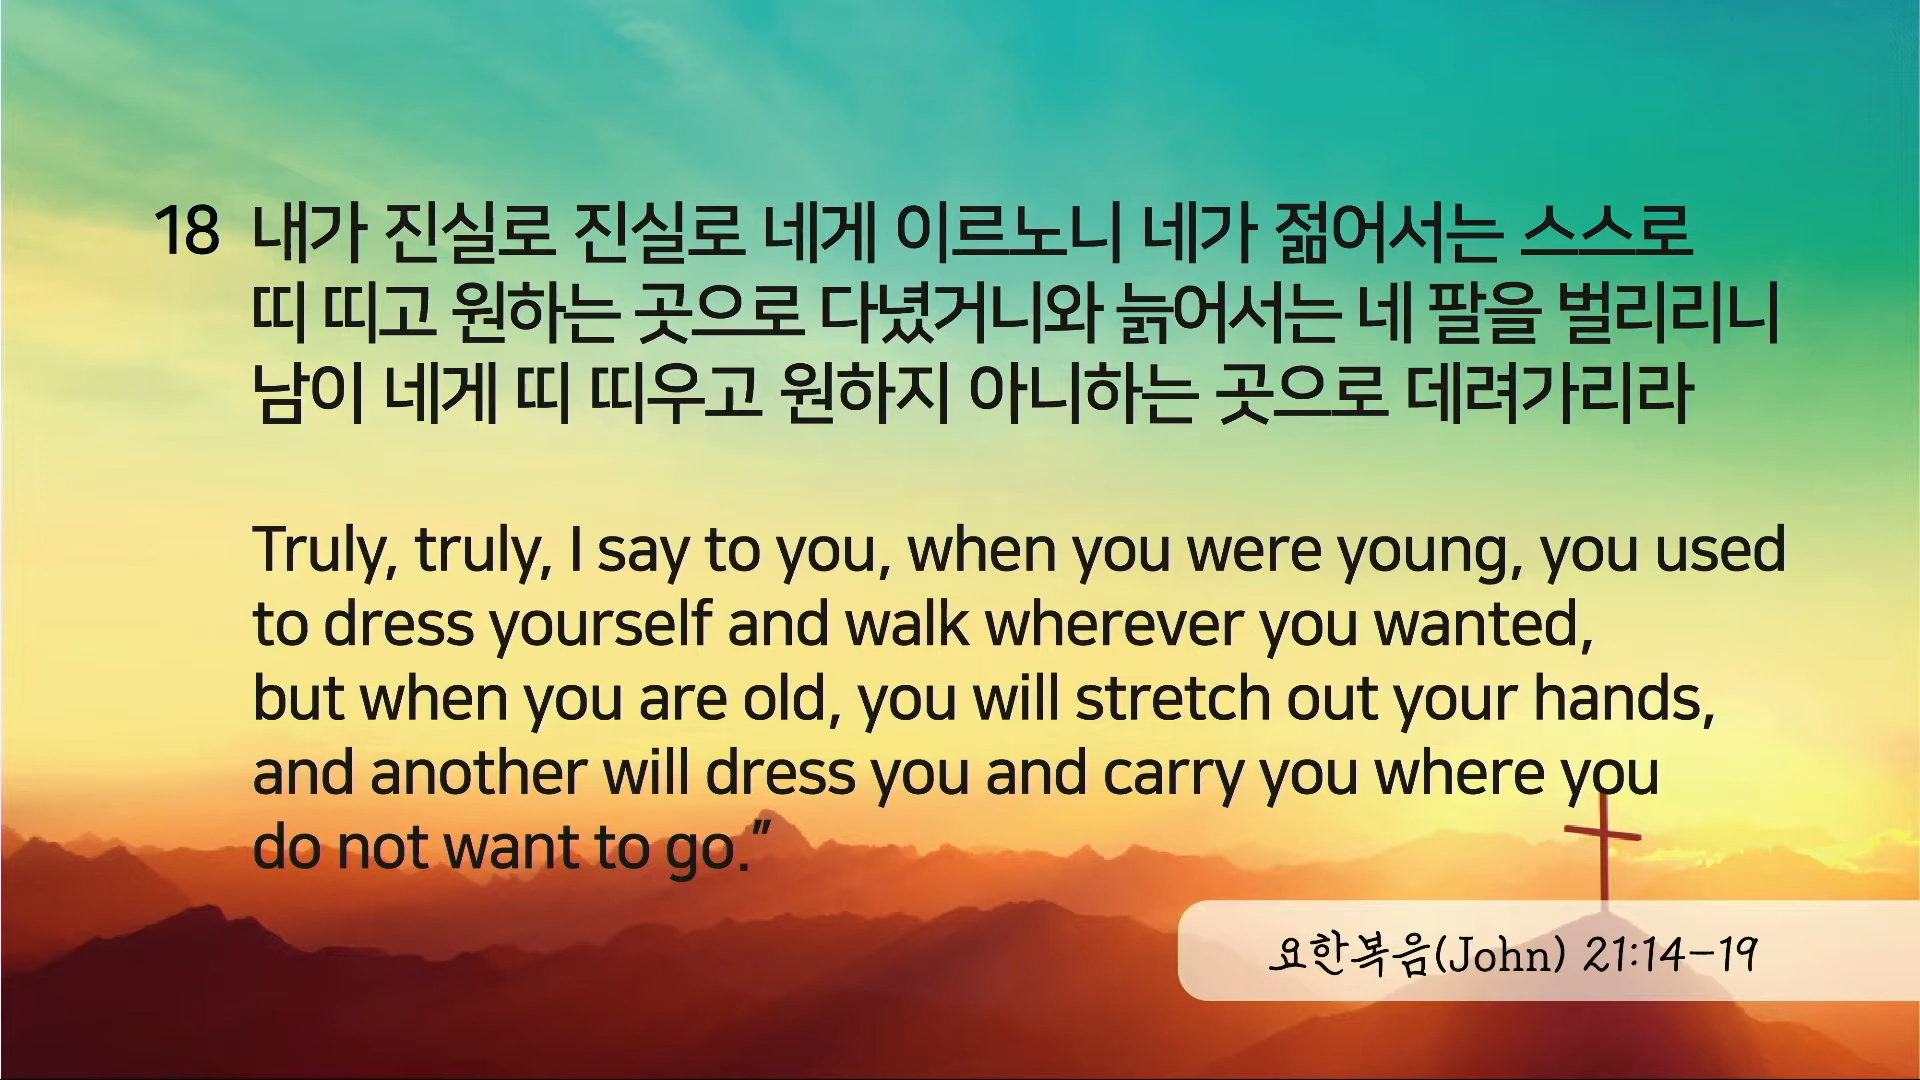 18 내가 진실로 진실로 네게 이르노니 네가 젊어서는 스스로
띠 띠고 원하는 곳으로 다녔거니와 늙어서는 네 팔을 벌리리니
남이 네게 띠 띠우고 원하지 아니하는 곳으로 데려가리라
Truly, truly, I say to you, when you were young, you used
to dress yourself and walk wherever you wanted,
but when you are old, you will stretch out your hands,
and another will dress you and carry you where you
do not want to go.”
요한복음(John) 21:14-19